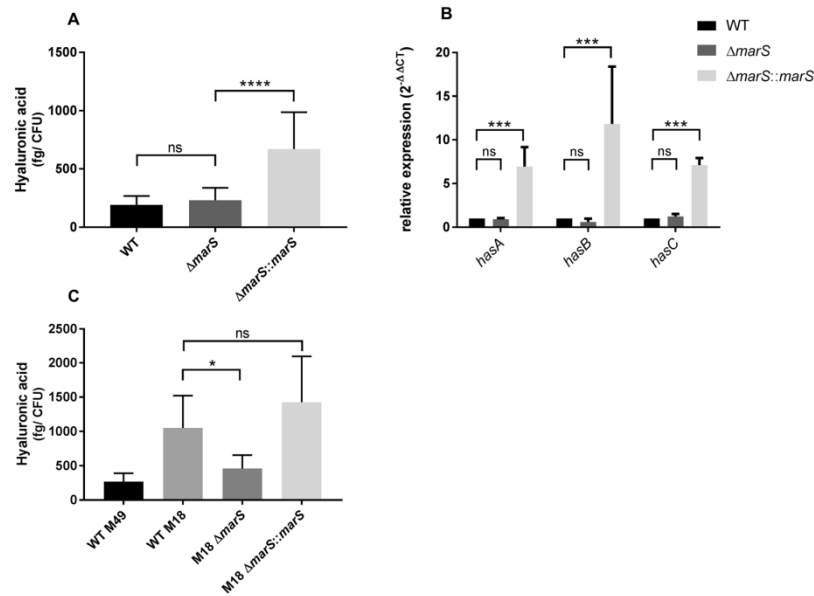 A
Hyaluronic acid
(fg/ CFU)
1500
1000
500
0
ns
****
WT
ΔmarS
ΔmarS::marS
B
relative expression (2^-ΔΔCT)
20
15
10
5
0
ns
***
ns
***
ns
***
hasA
hasB
hasC
WT
ΔmarS
ΔmarS::marS
C
Hyaluronic acid
(fg/ CFU)
2500
2000
1500
1000
500
0
ns
*
WT M49
WT M18
M18 ΔmarS
M18 ΔmarS::marS